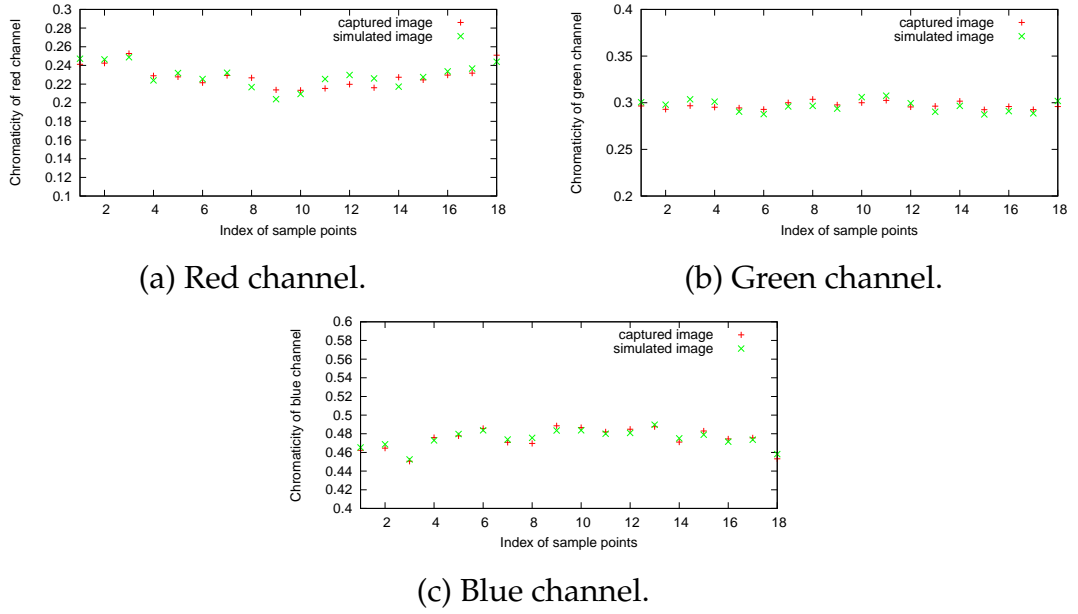 0.3
0.28
0.26
0.24
0.22
0.2
0.18
0.16
0.14
0.12
0.1
Chromaticity of red channel
captured image
simulated image
2 4 6 8 10 12 14 16 18
Index of sample points
(a) Red channel.
0.4
0.35
0.3
0.25
0.2
Chromaticity of green channel
captured image
simulated image
2 4 6 8 10 12 14 16 18
Index of sample points
(b) Green channel.
0.6
0.58
0.56
0.54
0.52
0.5
0.48
0.46
0.44
0.42
0.4
Chromaticity of blue channel
captured image
simulated image
2 4 6 8 10 12 14 16 18
Index of sample points
(c) Blue channel.